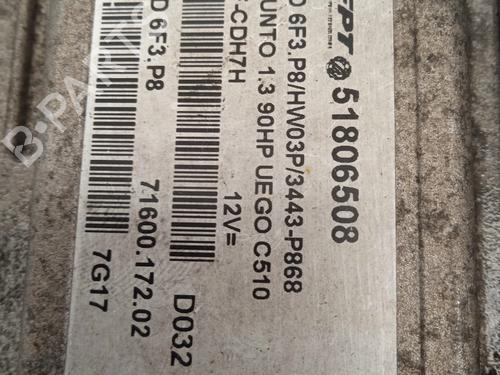 FPT 51806508
D 6F3.P8/HW03P/3443-P868
-CDH7H
UNTO 1.3 90HP UEGO C510
12V=
D 6F3.P8
D032
71600.172.02
7G17
B-PARTS